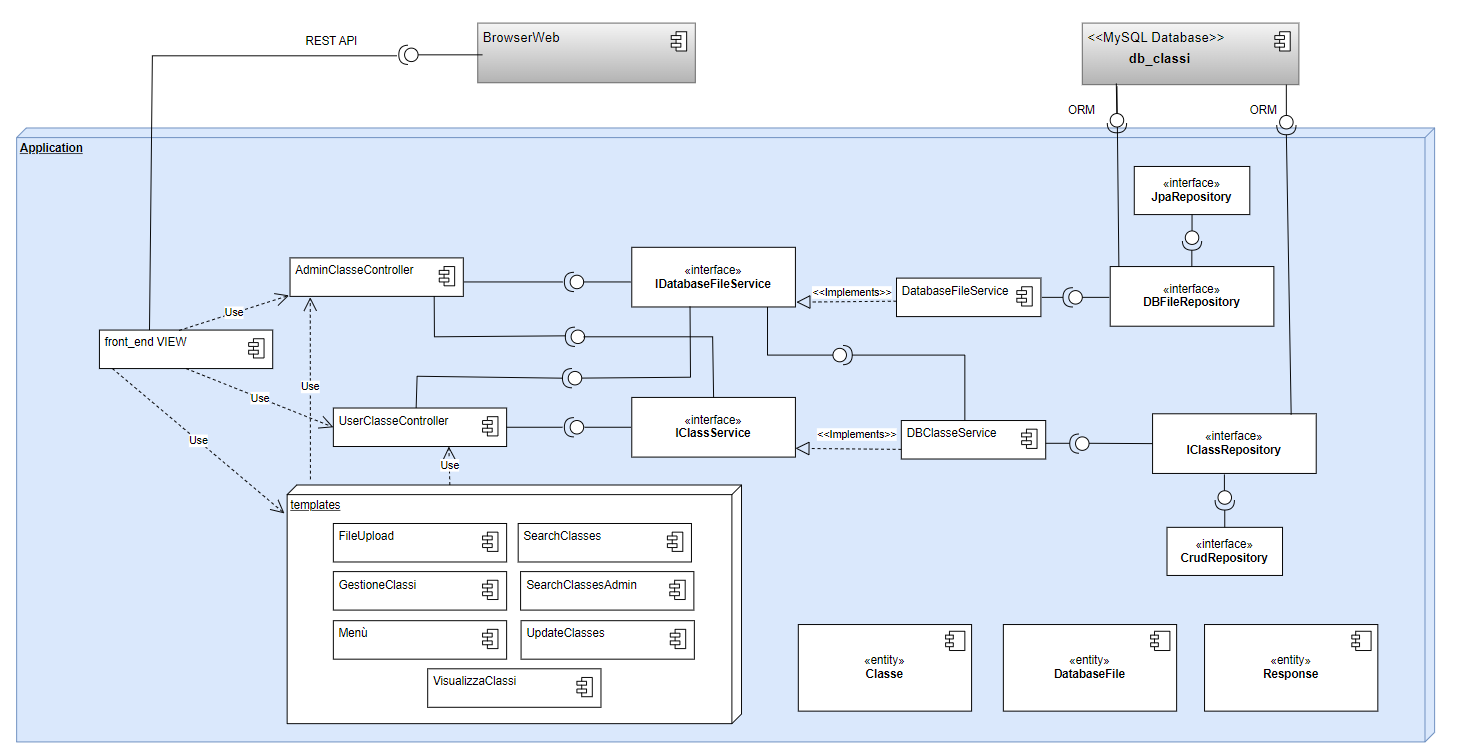 REST API
BrowserWeb
<<MySQL Database>>
db_classi
ORM
ORM
Application
«interface»
JpaRepository
AdminClasseController
«interface»
IDatabaseFileService
<<Implements>>
DatabaseFileService
«interface»
DBFileRepository
Use
front_end VIEW
Use
Use
Use
UserClasseController
«interface»
IClassService
<<Implements>>
DBClasseService
«interface»
IClassRepository
Use
templates
FileUpload
SearchClasses
GestioneClassi
SearchClassesAdmin
Menù
UpdateClasses
VisualizzaClassi
«interface»
CrudRepository
«entity»
Classe
«entity»
DatabaseFile
«entity»
Response